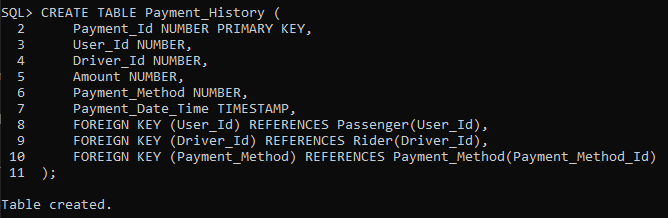 SQL> CREATE TABLE Payment_History (
  2      Payment_Id NUMBER PRIMARY KEY,
  3      User_Id NUMBER,
  4      Driver_Id NUMBER,
  5      Amount NUMBER,
  6      Payment_Method NUMBER,
  7      Payment_Date_Time TIMESTAMP,
  8      FOREIGN KEY (User_Id) REFERENCES Passenger(User_Id),
  9      FOREIGN KEY (Driver_Id) REFERENCES Rider(Driver_Id),
 10      FOREIGN KEY (Payment_Method) REFERENCES Payment_Method(Payment_Method_Id)
 11  );
Table created.